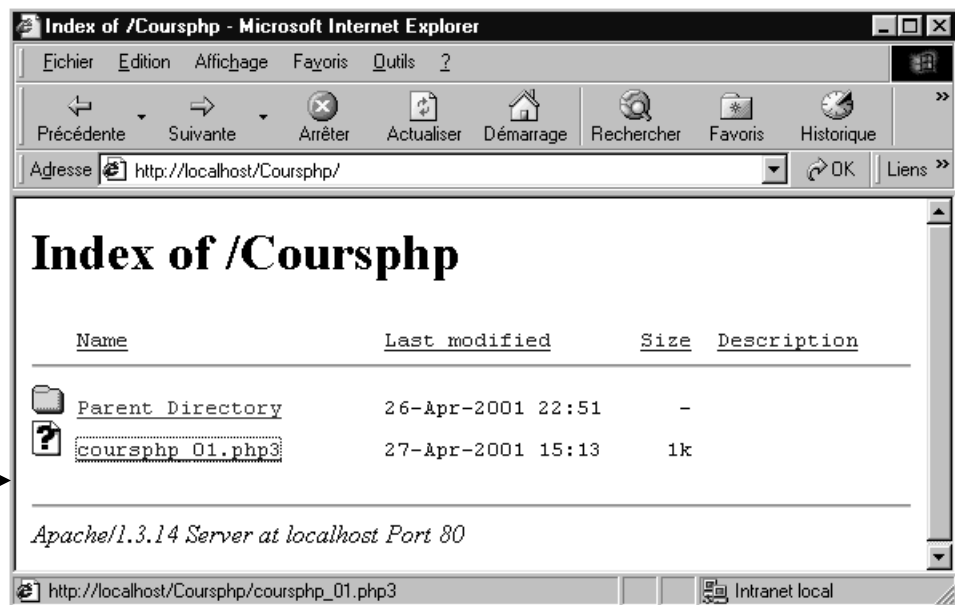 Index of /Coursphp - Microsoft Internet Explorer
Fichier Edition Affichage Favoris Outils ?
Précédente Suivante Arrêter Actualiser Démarrage Rechercher Favoris Historique »
Adresse http://localhost/Coursphp/ OK Liens »
Index of /Coursphp
Name Last modified Size Description
Parent Directory 26-Apr-2001 22:51 -
coursphp_01.php3 27-Apr-2001 15:13 1k
Apache/1.3.14 Server at localhost Port 80
http://localhost/Coursphp/coursphp_01.php3 Intranet local